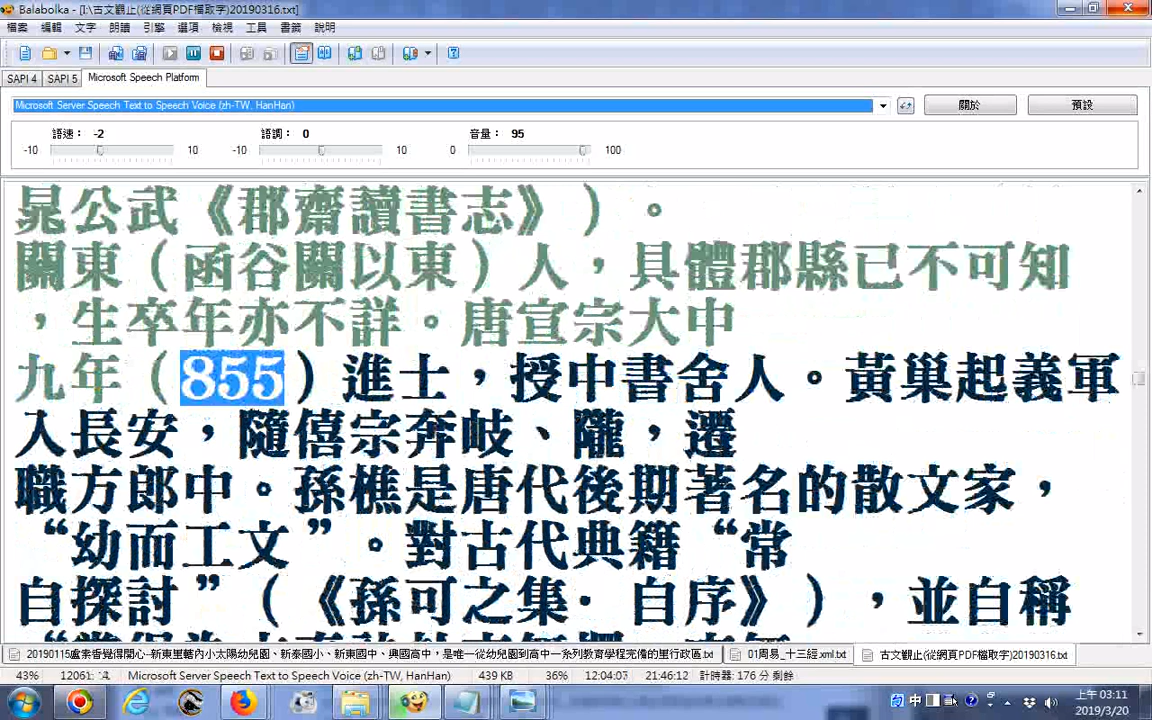 Balabolka - [I:\古文觀止(從網頁PDF檔取字)20190316.txt]
檔案 編輯 文字 朗讀 引擎 選項 檢視 工具 書籤 說明
SAPI 4 SAPI 5 Microsoft Speech Platform
Microsoft Server Speech Text to Speech Voice (zh-TW, HanHan)
關於 預設
語速： -2 語調： 0 音量： 95
-10 10 -10 10 0 100
晁公武《郡齋讀書志》）。
關東（函谷關以東）人，具體郡縣已不可知
，生卒年亦不詳。唐宣宗大中
九年（855）進士，授中書舍人。黃巢起義軍
入長安，隨僖宗奔岐、隴，遷
職方郎中。孫樵是唐代後期著名的散文家，
“幼而工文”。對古代典籍“常
自探討”（《孫可之集· 自序》），並自稱
20190115盧素香覺得開心--新東里轄內小太陽幼兒園、新泰國小、新東國中、興國高中，是唯一從幼兒園到高中一系列教育學程完備的里行政區.txt 01周易_十三經.xml.txt 古文觀止(從網頁PDF檔取字)20190316.txt
43% Microsoft Server Speech Text to Speech Voice (zh-TW, HanHan) 439 KB 36% 12:04:07 21:46:12 計時器: 176 分 剩餘
中
上午 03:11
2019/3/20